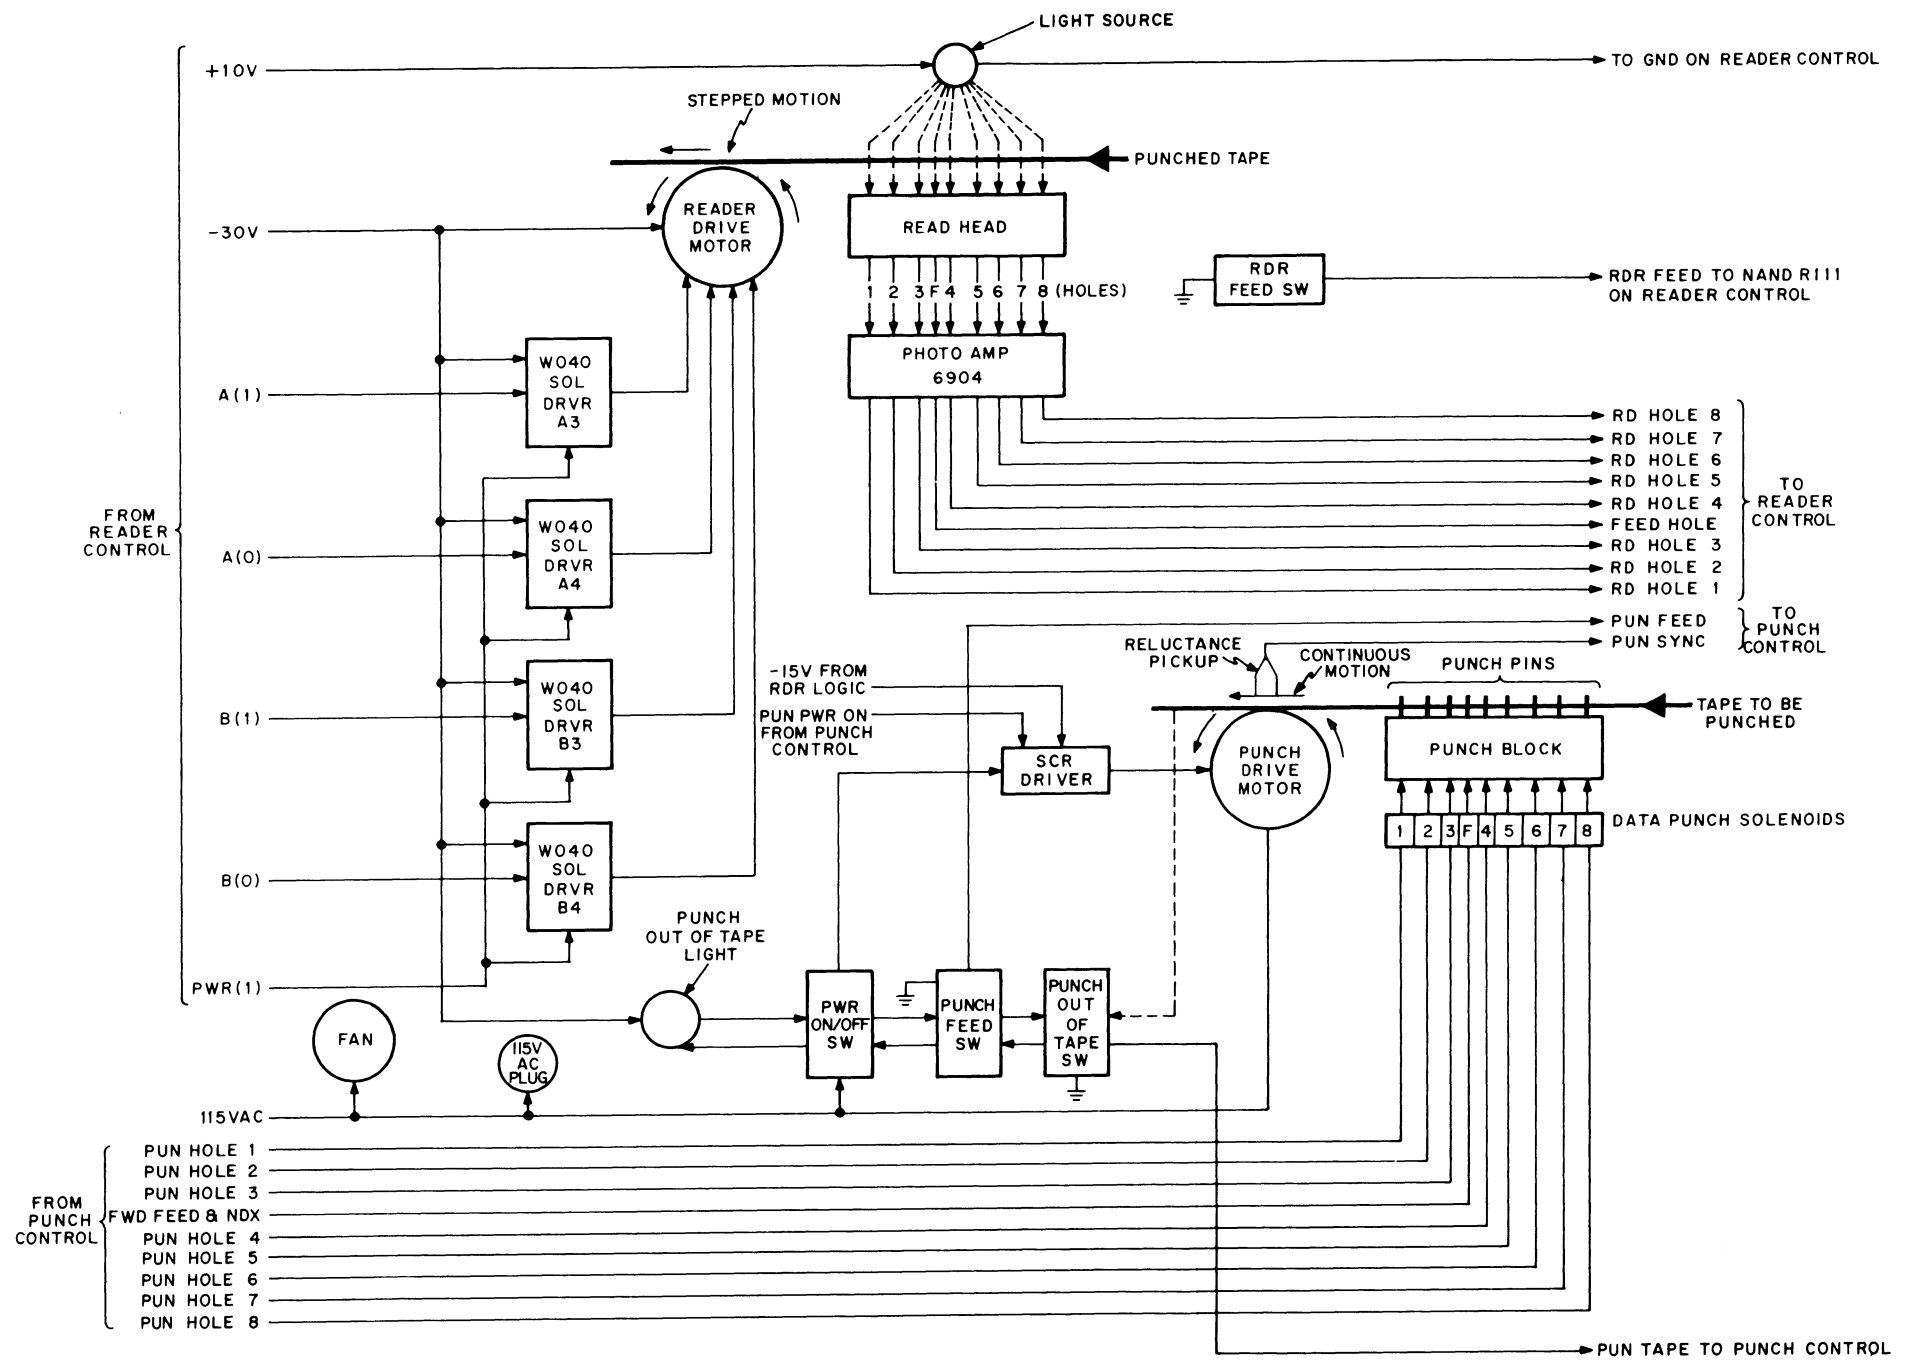 LIGHT SOURCE
+10V
TO GND ON READER CONTROL
STEPPED MOTION
PUNCHED TAPE
READER
DRIVE
MOTOR
READ HEAD
-30V
RDR
FEED SW
RDR FEED TO NAND R111
ON READER CONTROL
1 2 3 F 4 5 6 7 8 (HOLES)
PHOTO AMP
6904
W040
SOL
DRVR
A3
A(1)
RD HOLE 8
RD HOLE 7
RD HOLE 6
RD HOLE 5
RD HOLE 4
FEED HOLE
RD HOLE 3
RD HOLE 2
RD HOLE 1
TO
READER
CONTROL
FROM
READER
CONTROL
W040
SOL
DRVR
A4
A(0)
PUN FEED
PUN SYNC
TO
PUNCH
CONTROL
RELUCTANCE
PICKUP
CONTINUOUS
MOTION
PUNCH PINS
-15V FROM
RDR LOGIC
PUN PWR ON
FROM PUNCH
CONTROL
W040
SOL
DRVR
B3
B(1)
TAPE TO BE
PUNCHED
SCR
DRIVER
PUNCH
DRIVE
MOTOR
PUNCH BLOCK
1 2 3 F 4 5 6 7 8
DATA PUNCH SOLENOIDS
W040
SOL
DRVR
B4
B(0)
PUNCH
OUT OF TAPE
LIGHT
PWR(1)
PWR
ON/OFF
SW
PUNCH
FEED
SW
PUNCH
OUT
OF
TAPE
SW
FAN
115V
AC
PLUG
115VAC
FROM
PUNCH
CONTROL
PUN HOLE 1
PUN HOLE 2
PUN HOLE 3
FWD FEED & NDX
PUN HOLE 4
PUN HOLE 5
PUN HOLE 6
PUN HOLE 7
PUN HOLE 8
PUN TAPE TO PUNCH CONTROL